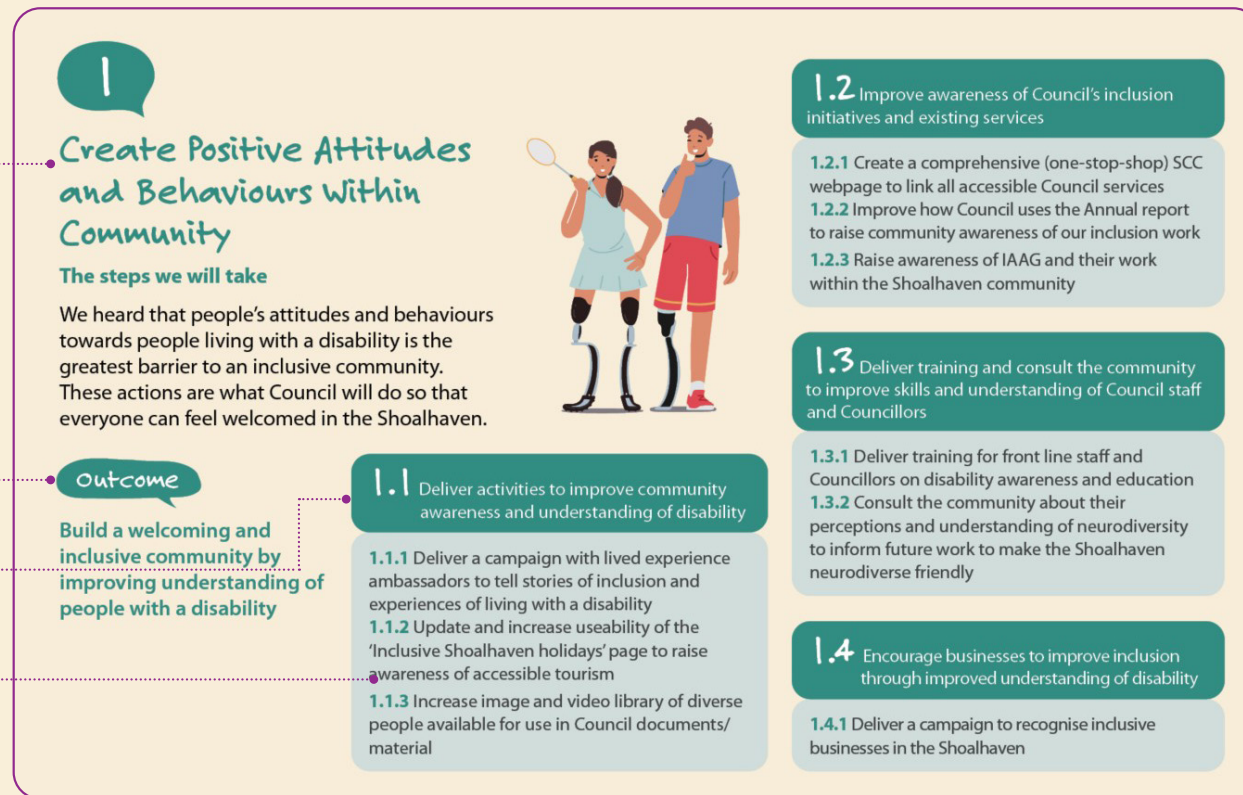 1
Create Positive Attitudes
and Behaviours Within
Community
The steps we will take
We heard that people's attitudes and behaviours
towards people living with a disability is the
greatest barrier to an inclusive community.
These actions are what Council will do so that
everyone can feel welcomed in the Shoalhaven.
Outcome
Build a welcoming and
inclusive community by
improving understanding of
people with a disability
1.1 Deliver activities to improve community
awareness and understanding of disability
1.1.1 Deliver a campaign with lived experience
ambassadors to tell stories of inclusion and
experiences of living with a disability
1.1.2 Update and increase useability of the
'Inclusive Shoalhaven holidays' page to raise
awareness of accessible tourism
1.1.3 Increase image and video library of diverse
people available for use in Council documents/
material
1.2 Improve awareness of Council's inclusion
initiatives and existing services
1.2.1 Create a comprehensive (one-stop-shop) SCC
webpage to link all accessible Council services
1.2.2 Improve how Council uses the Annual report
to raise community awareness of our inclusion work
1.2.3 Raise awareness of IAAG and their work
within the Shoalhaven community
1.3 Deliver training and consult the community
to improve skills and understanding of Council staff
and Councillors
1.3.1 Deliver training for front line staff and
Councillors on disability awareness and education
1.3.2 Consult the community about their
perceptions and understanding of neurodiversity
to inform future work to make the Shoalhaven
neurodiverse friendly
1.4 Encourage businesses to improve inclusion
through improved understanding of disability
1.4.1 Deliver a campaign to recognise inclusive
businesses in the Shoalhaven